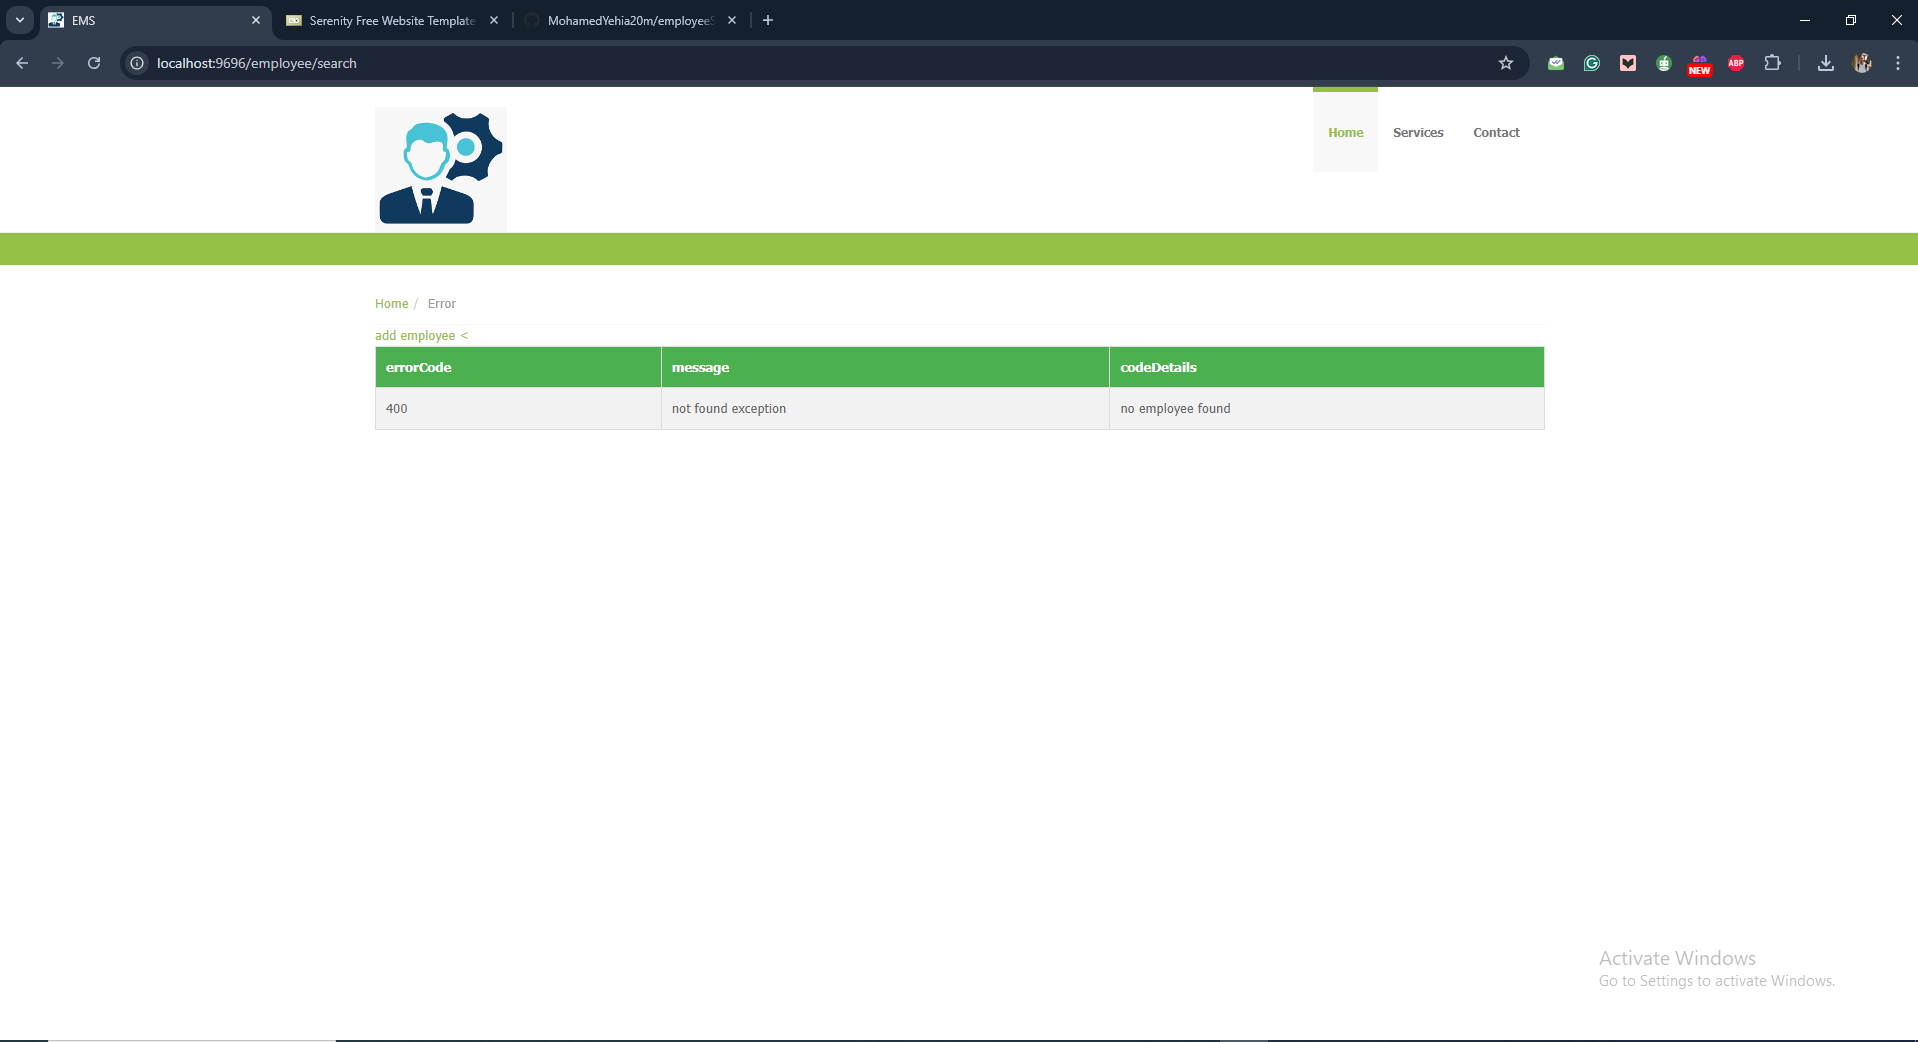 EMS
Serenity Free Website Template
MohamedYehia20m/employeeS
localhost:9696/employee/search
NEW
ABP
Home
Services
Contact
Home / Error
add employee <
errorCode message codeDetails
400 not found exception no employee found
Activate Windows
Go to Settings to activate Windows.